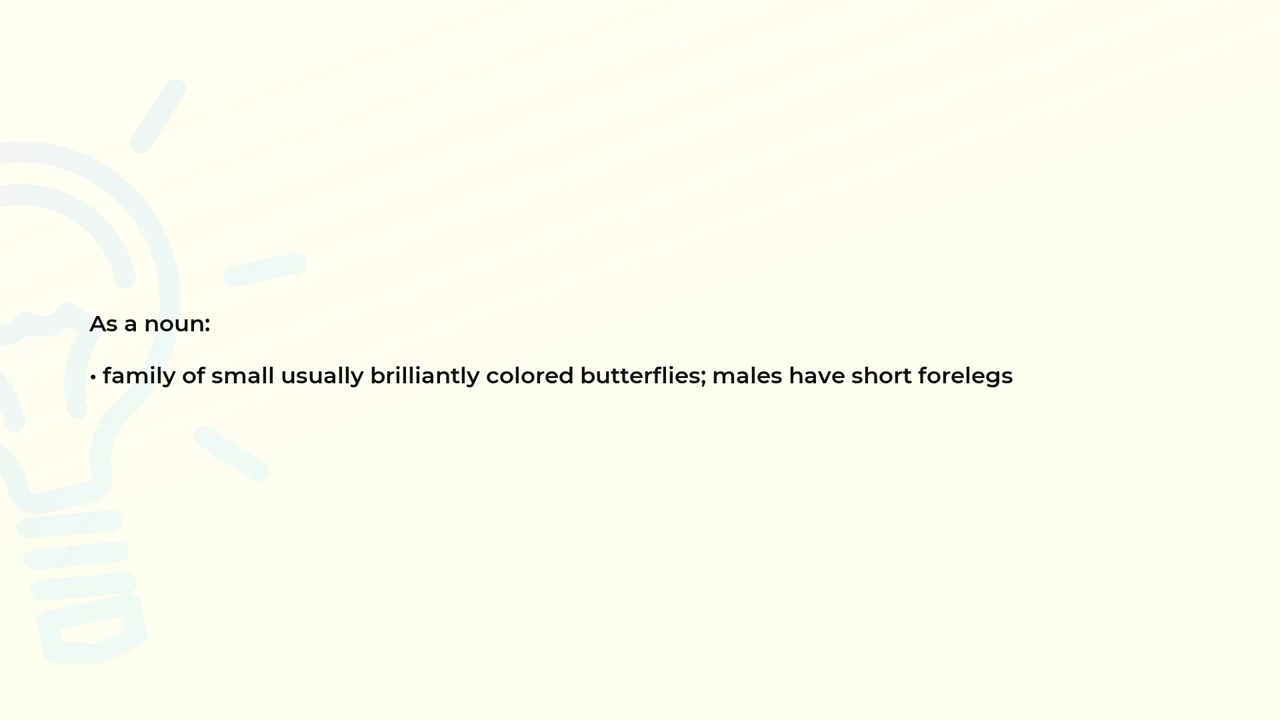 As a noun:
• family of small usually brilliantly colored butterflies; males have short forelegs